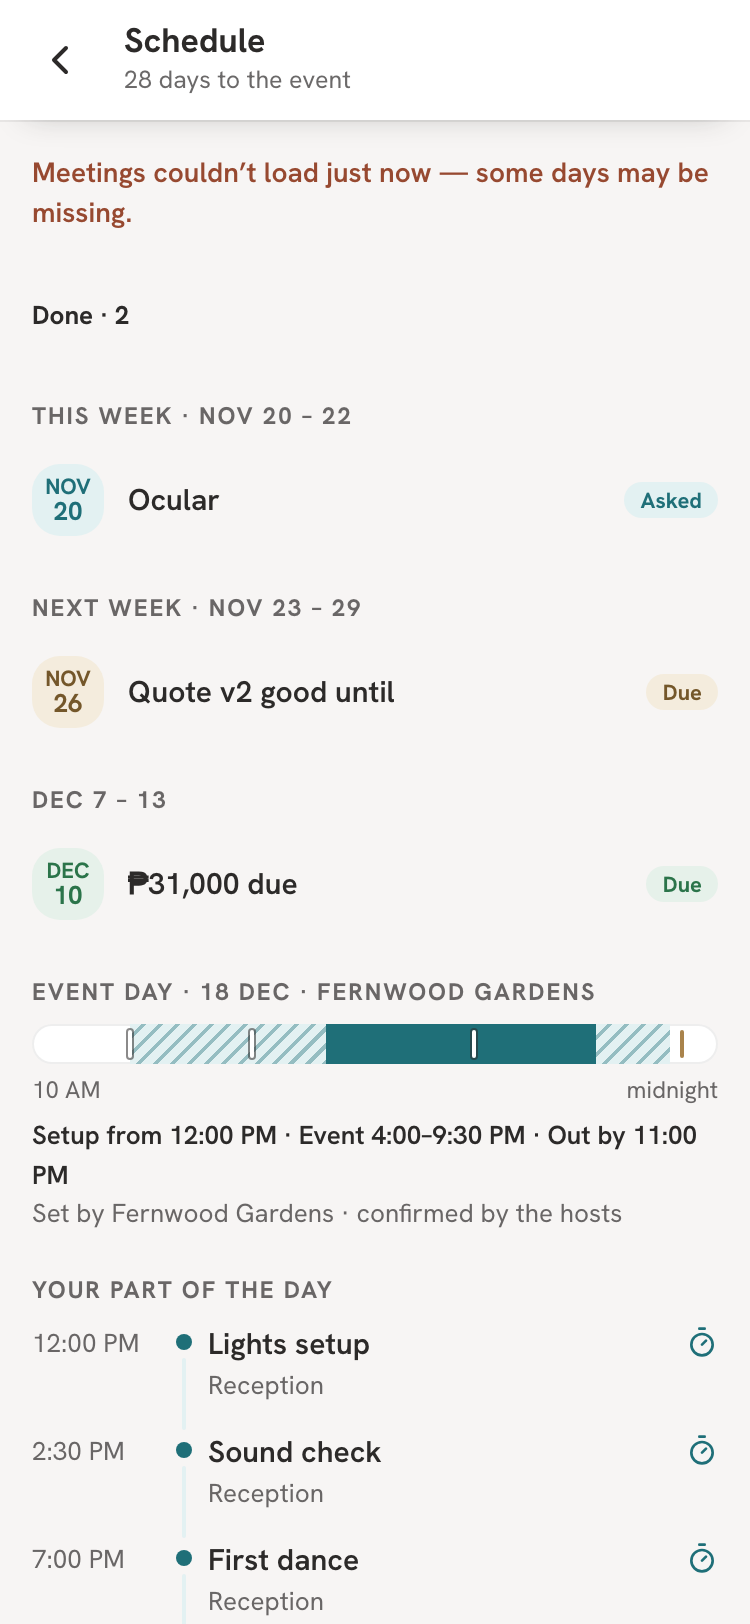 Schedule
28 days to the event
Meetings couldn’t load just now — some days may be
missing.
Done · 2
THIS WEEK · NOV 20 – 22
NOV
20
Ocular
Asked
NEXT WEEK · NOV 23 – 29
NOV
26
Quote v2 good until
Due
DEC 7 – 13
DEC
10
₱31,000 due
Due
EVENT DAY · 18 DEC · FERNWOOD GARDENS
10 AM
midnight
Setup from 12:00 PM · Event 4:00–9:30 PM · Out by 11:00
PM
Set by Fernwood Gardens · confirmed by the hosts
YOUR PART OF THE DAY
12:00 PM
Lights setup
Reception
2:30 PM
Sound check
Reception
7:00 PM
First dance
Reception